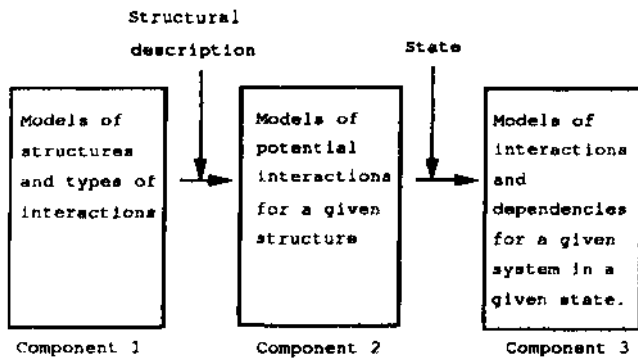 Structural
description
State
Models of
structures
and types of
interactions
Models of
potential
interactions
for a given
structure
Models of
interactions
and
dependencies
for a given
system in a
given state.
Component 1
Component 2
Component 3